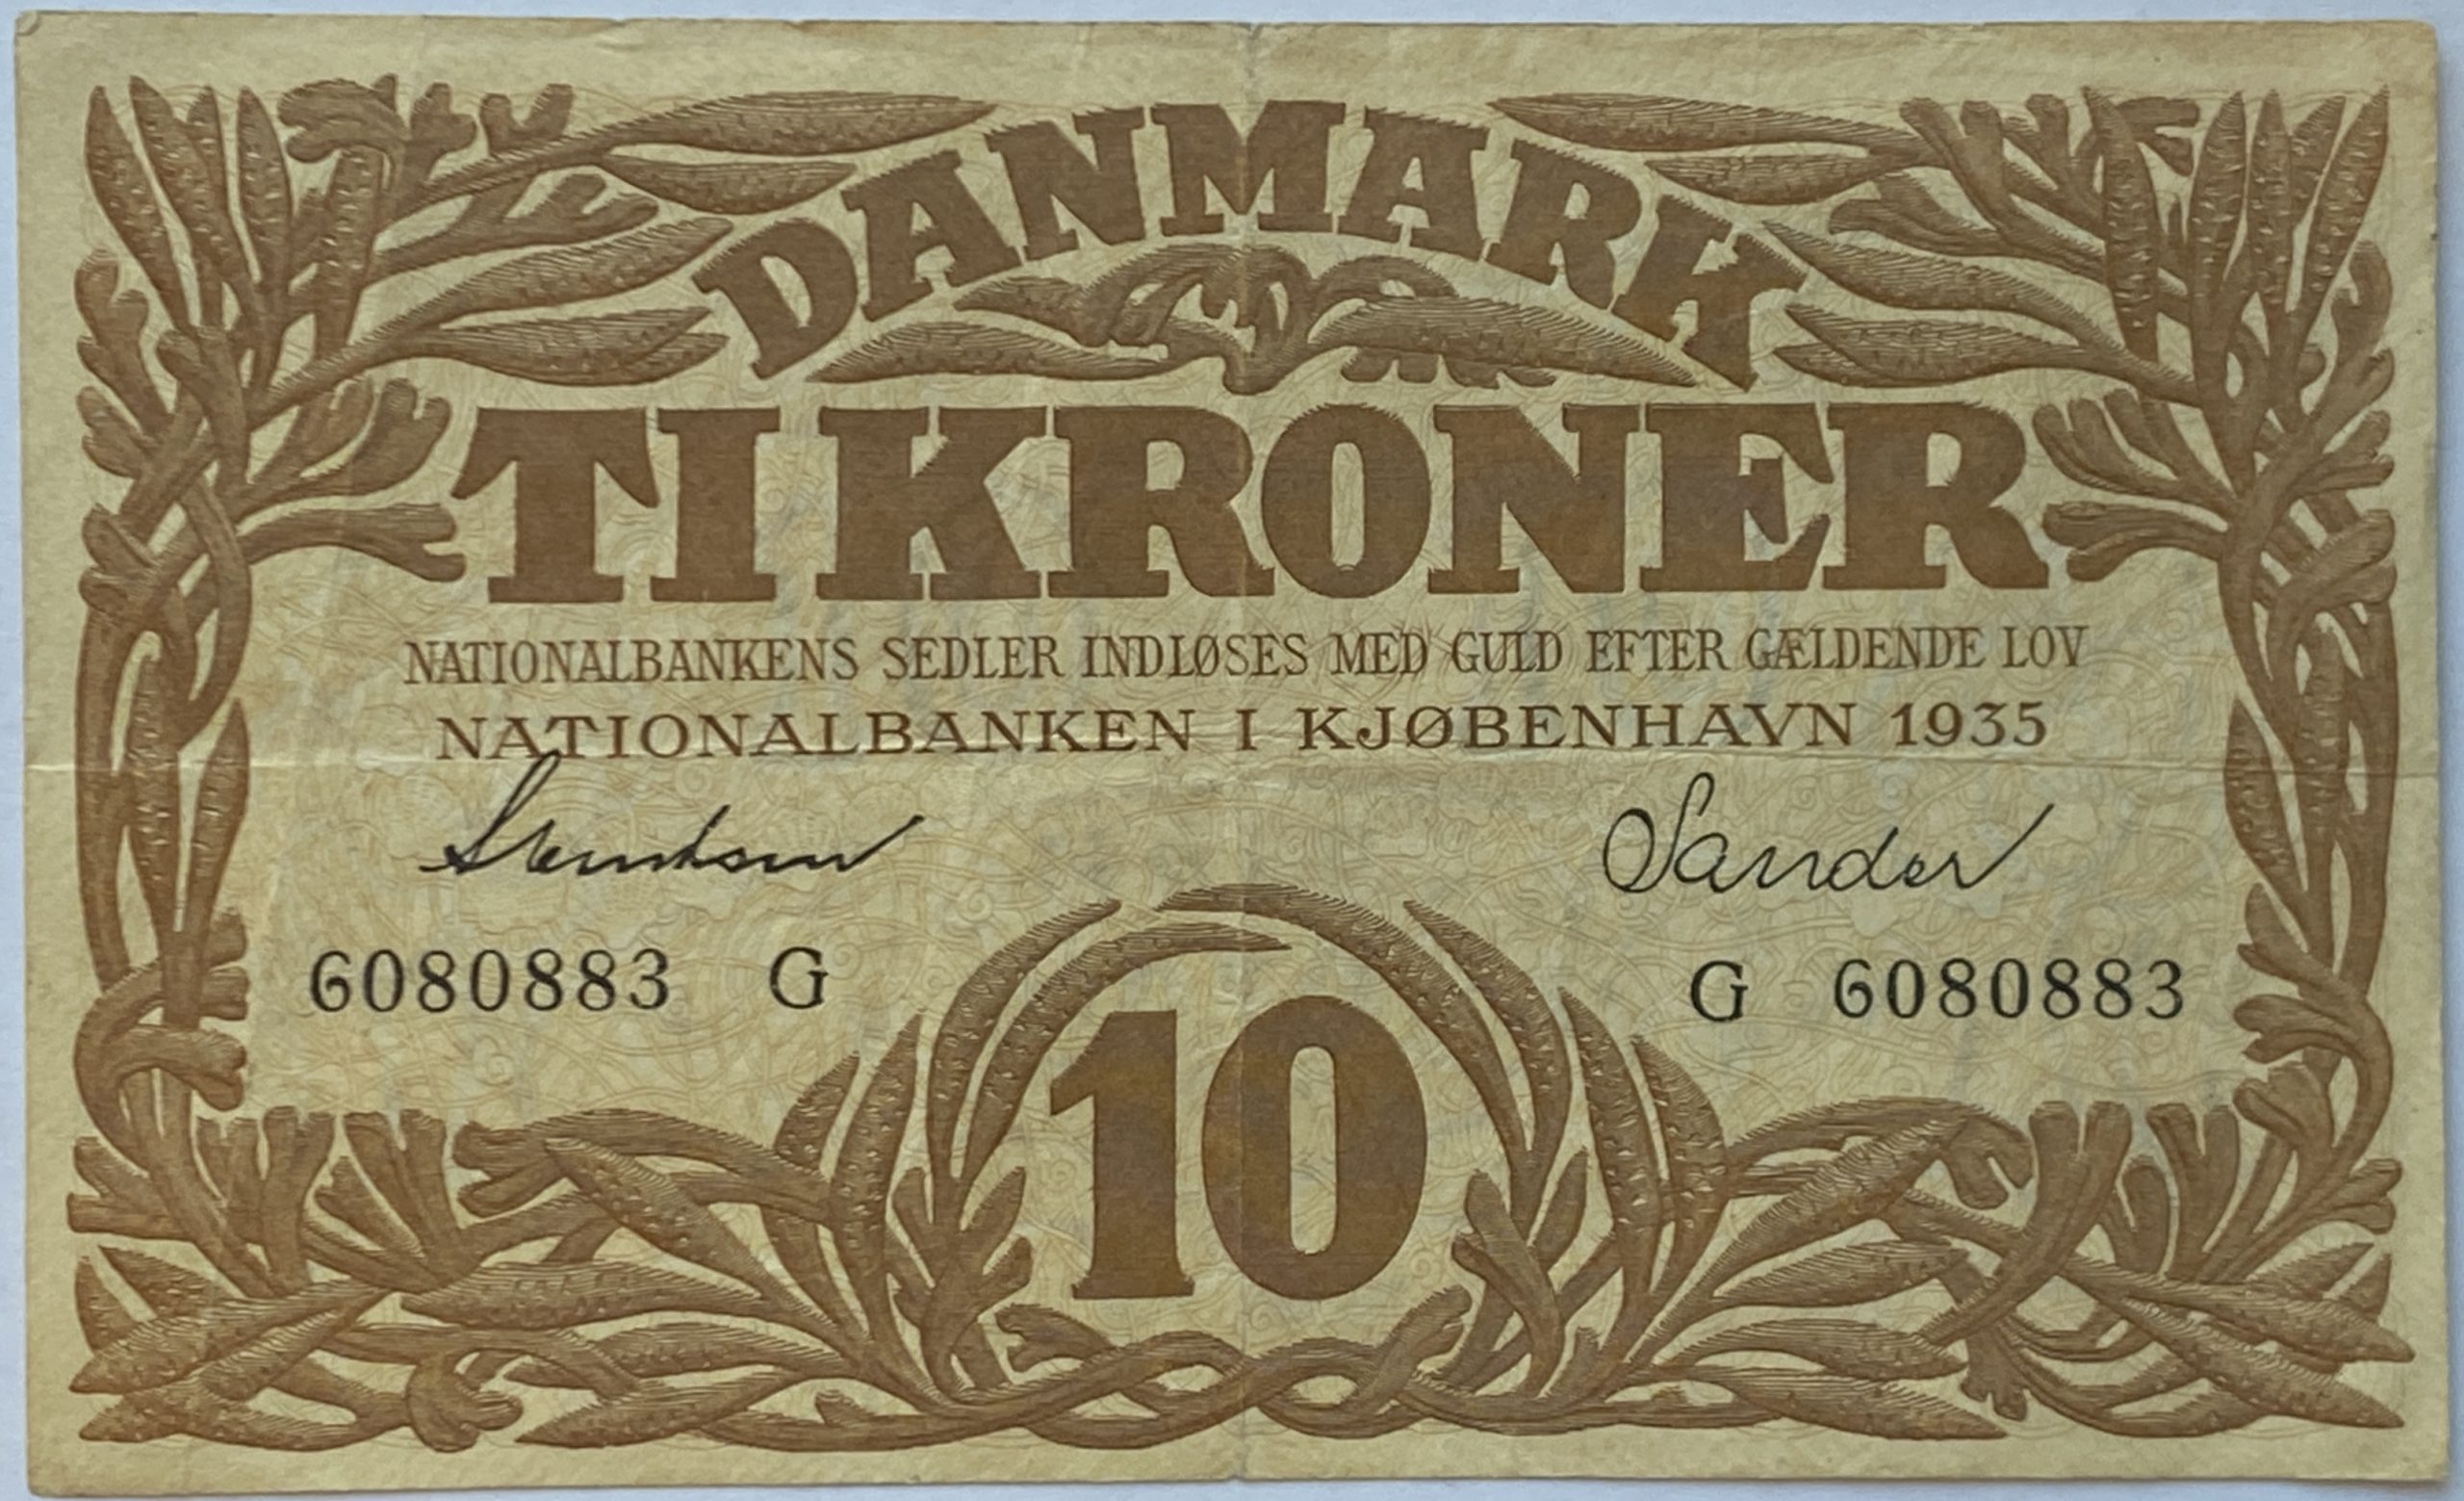 DANMARK
TI KRONER
NATIONALBANKENS SEDLER INDLØSES MED GULD EFTER GÆLDENDE LOV
NATIONALBANKEN I KJØBENHAVN 1935
Sander
6080883 G G 6080883
10